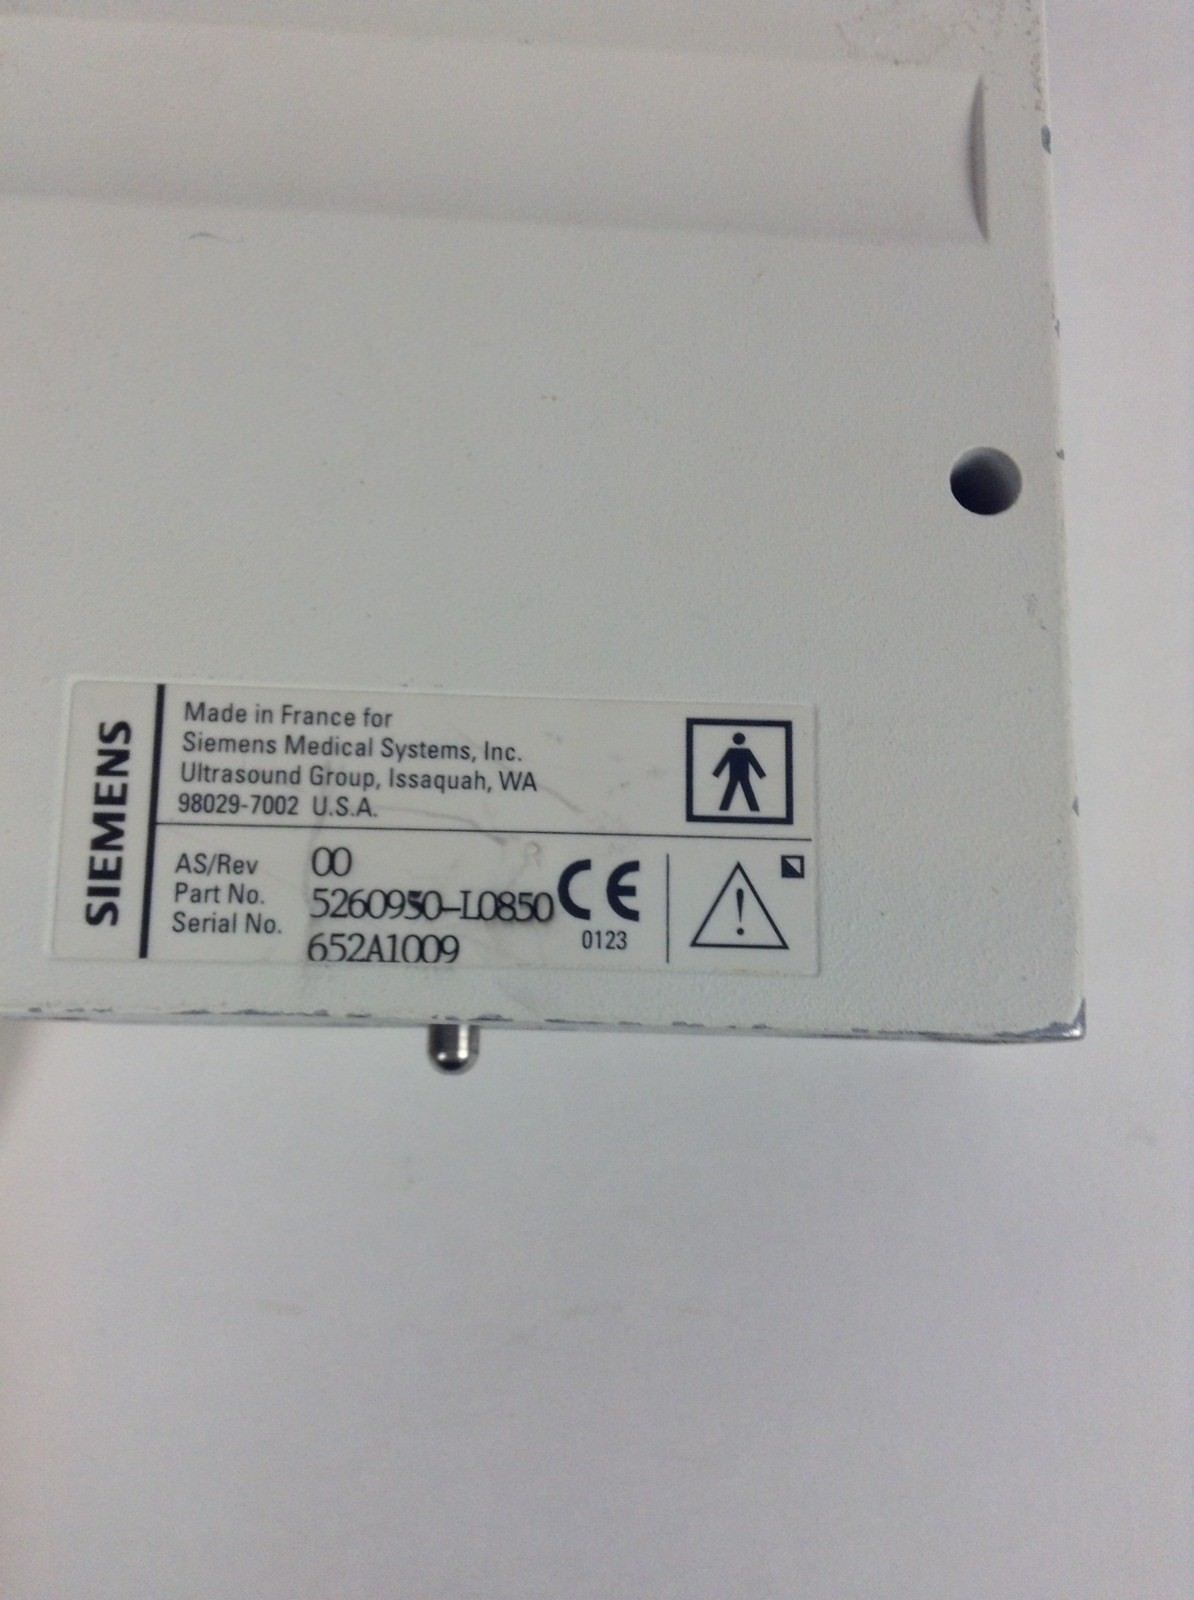 SIEMENS
Made in France for
Siemens Medical Systems, Inc.
Ultrasound Group, Issaquah, WA
98029-7002 U.S.A.
AS/Rev 00
Part No. 5260950-L0850
Serial No. 652A1009
CE
0123
!